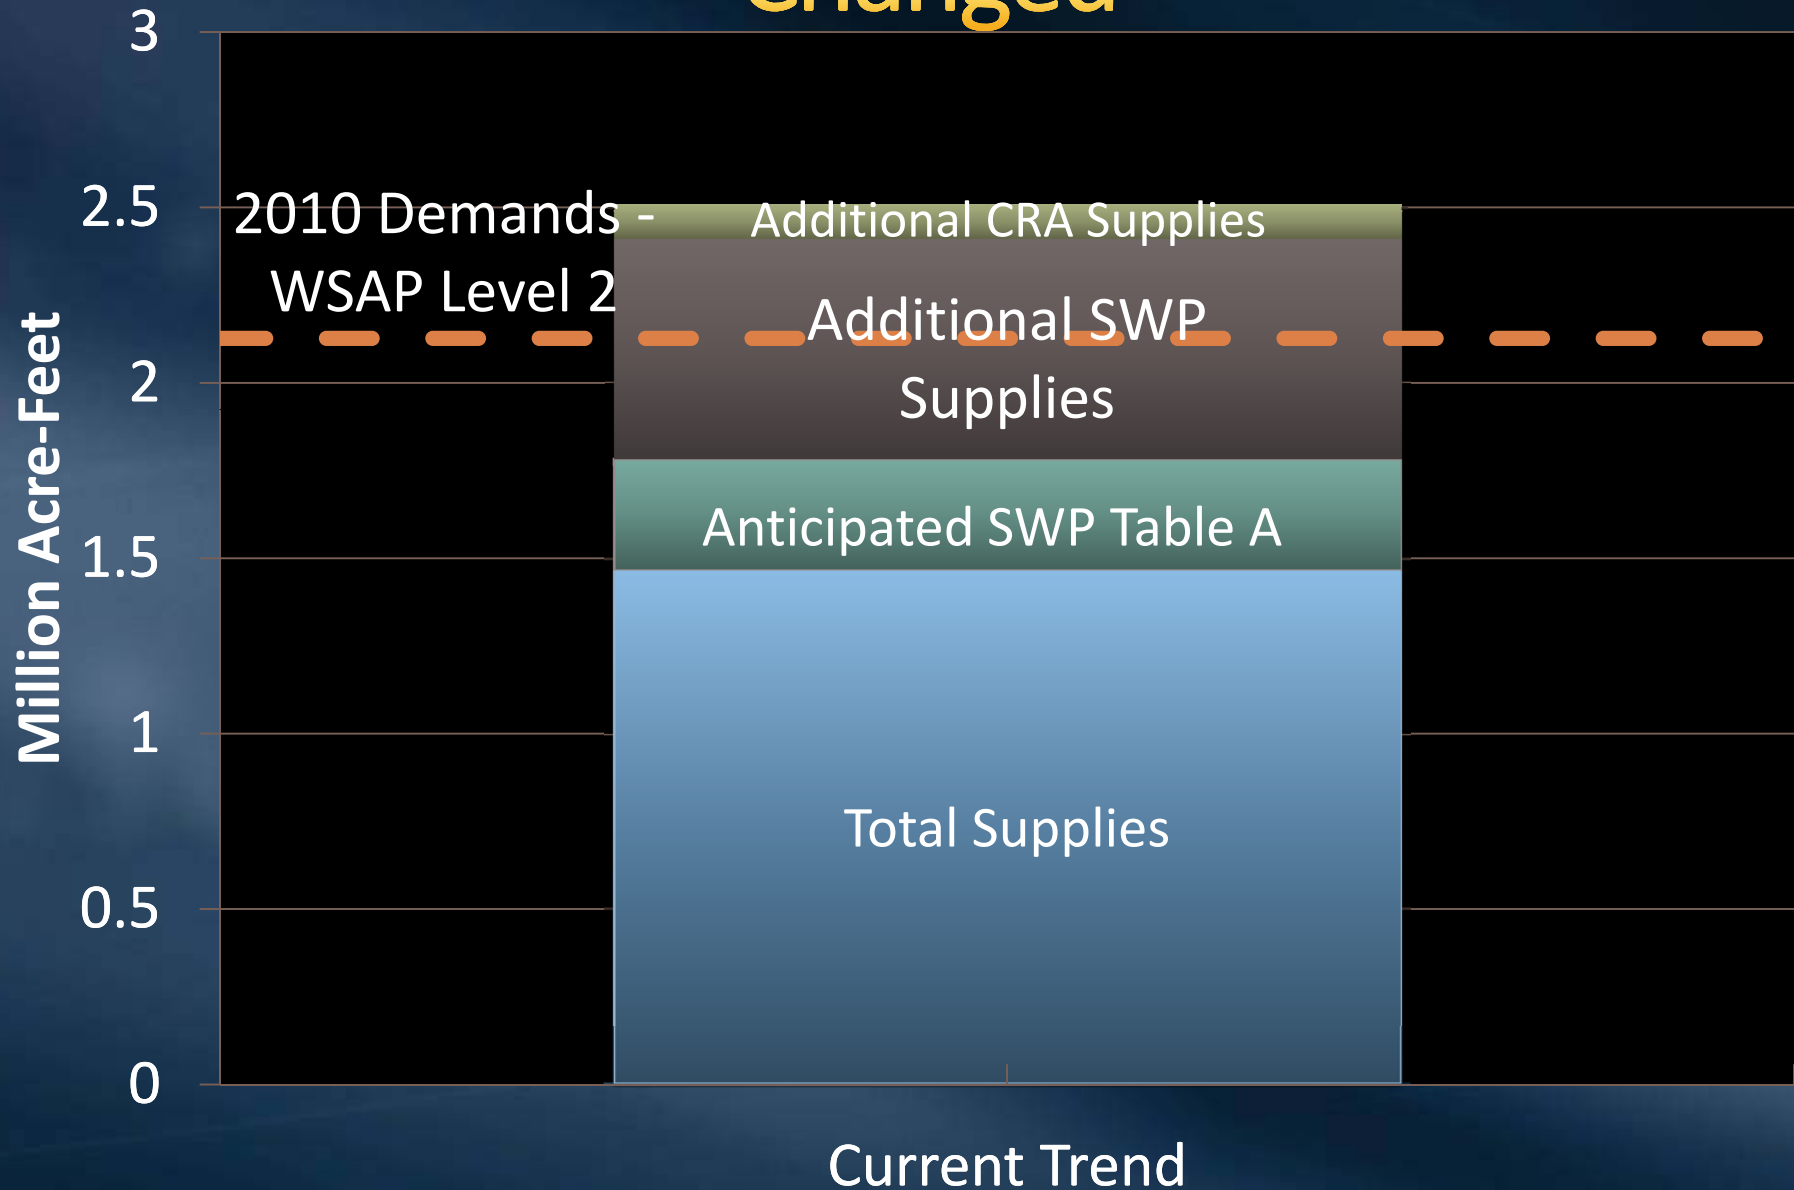 Changed
3
2.5
2
1.5
1
0.5
0
Million Acre-Feet
2010 Demands -
WSAP Level 2
Additional CRA Supplies
Additional SWP
Supplies
Anticipated SWP Table A
Total Supplies
Current Trend